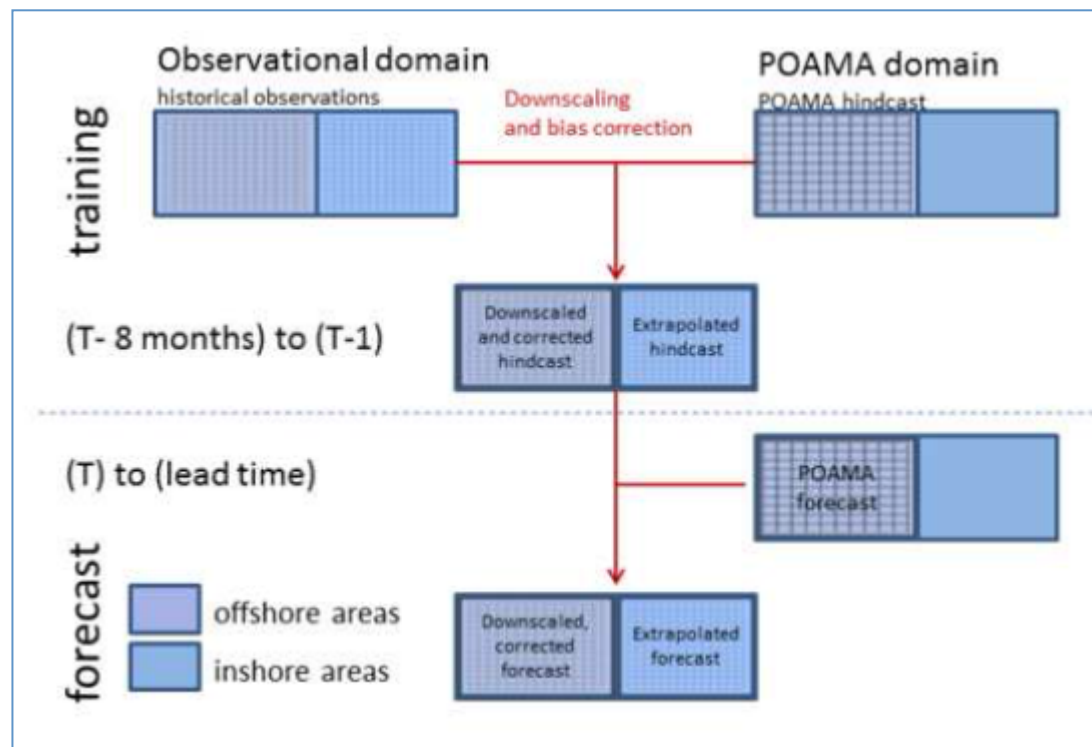 Observational domain
historical observations
Downscaling
and bias correction
POAMA domain
POAMA hindcast
training
(T- 8 months) to (T-1)
Downscaled
and corrected
hindcast
Extrapolated
hindcast
(T) to (lead time)
POAMA
forecast
forecast
offshore areas
inshore areas
Downscaled,
corrected
forecast
Extrapolated
forecast